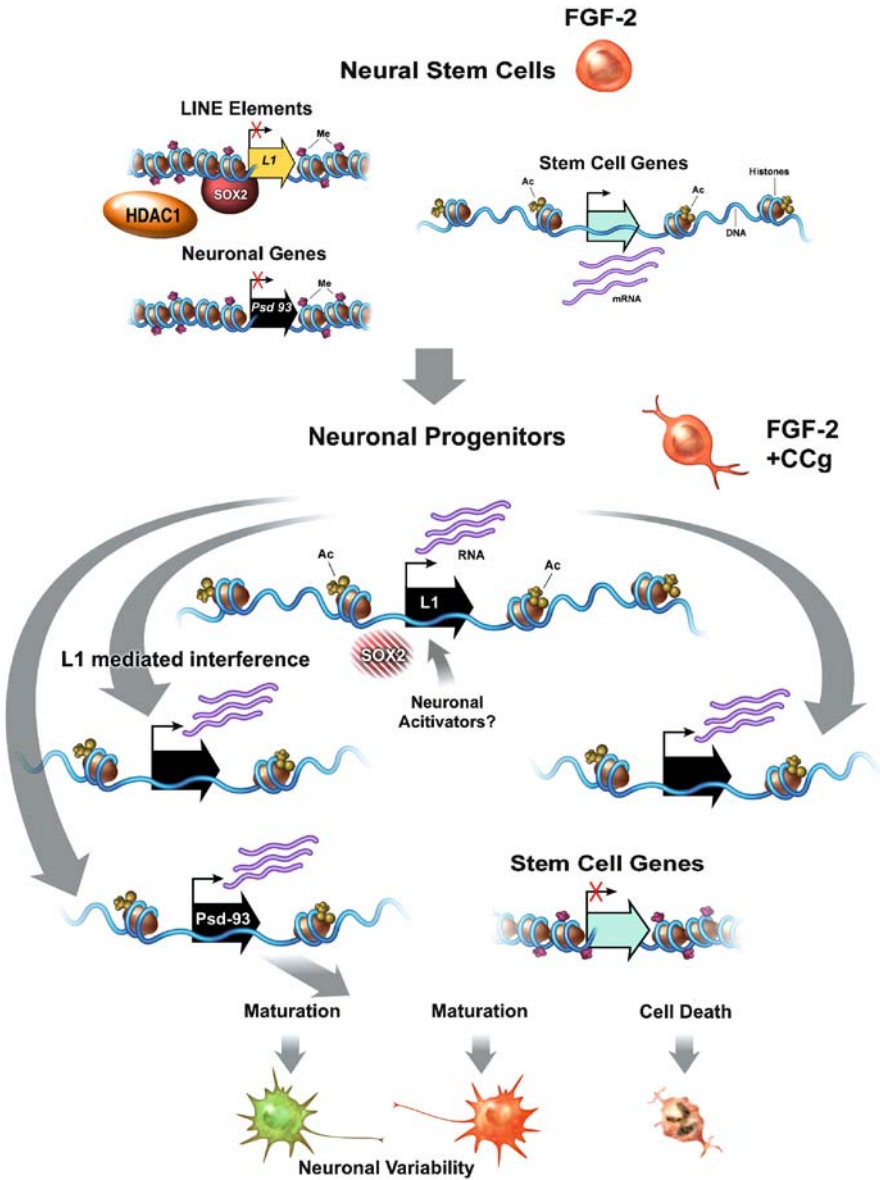 FGF-2
Neural Stem Cells
LINE Elements
Me
L1
SOX2
HDAC1
Stem Cell Genes
Histones
Ac
Ac
DNA
mRNA
Neuronal Genes
Me
Psd 93
Neuronal Progenitors
FGF-2
+CCg
RNA
Ac
Ac
L1
SOX2
L1 mediated interference
Neuronal
Acitivators?
Psd-93
Stem Cell Genes
Maturation
Maturation
Cell Death
Neuronal Variability